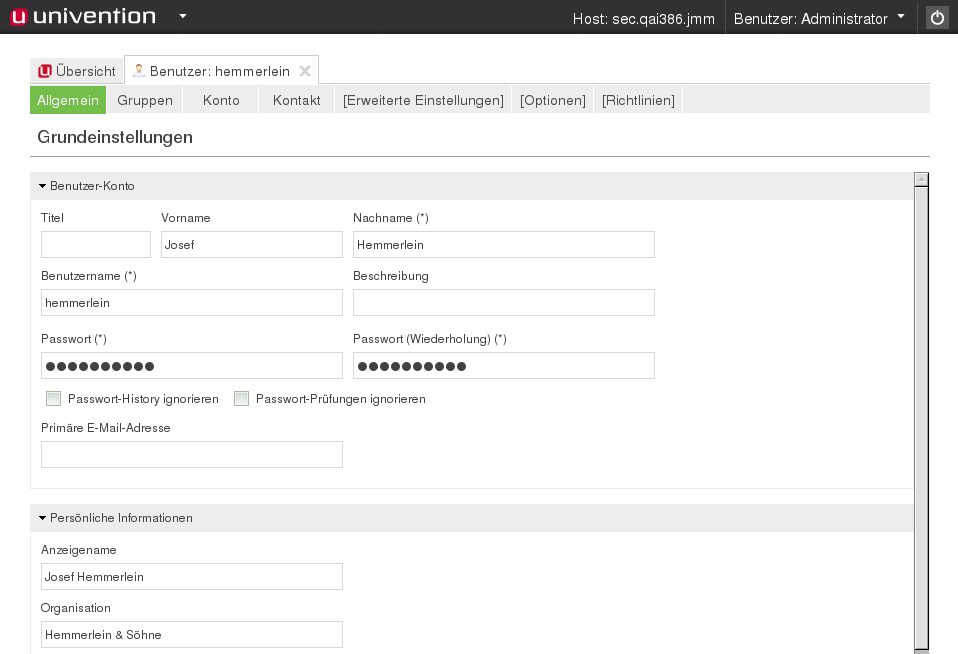 univention Host: sec.qai386.jmm Benutzer: Administrator
Übersicht Benutzer: hemmerlein
Allgemein Gruppen Konto Kontakt [Erweiterte Einstellungen] [Optionen] [Richtlinien]
Grundeinstellungen
Benutzer-Konto
Titel Vorname Nachname (*)
Josef Hemmerlein
Benutzername (*) Beschreibung
hemmerlein
Passwort (*) Passwort (Wiederholung) (*)
●●●●●●●●●● ●●●●●●●●●●
Passwort-History ignorieren Passwort-Prüfungen ignorieren
Primäre E-Mail-Adresse
Persönliche Informationen
Anzeigename
Josef Hemmerlein
Organisation
Hemmerlein & Söhne